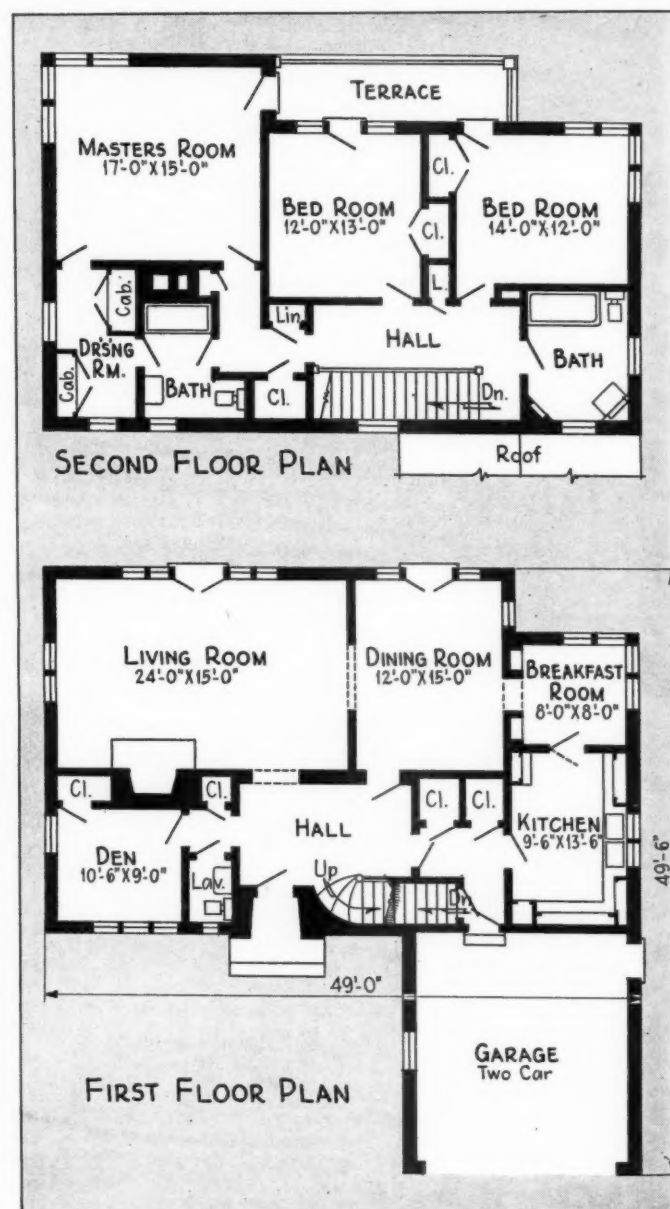 TERRACE
MASTERS ROOM
17'-0"X15'-0"
BED ROOM
12'-0"X13'-0"
Cl.
Cl.
BED ROOM
14'-0"X12'-0"
L.
Cab.
Lin.
HALL
DR'S'NG
RM.
Cab.
BATH
Cl.
Dn.
BATH
SECOND FLOOR PLAN
Roof
LIVING ROOM
24'-0"X15'-0"
DINING ROOM
12'-0"X15'-0"
BREAKFAST
ROOM
8'-0"X8'-0"
Cl.
Cl.
HALL
Cl.
Cl.
KITCHEN
9'-6"X13'-6"
DEN
10'-6"X9'-0"
Lav.
Up
Dn.
49'-6"
49'-0"
GARAGE
Two Car
FIRST FLOOR PLAN